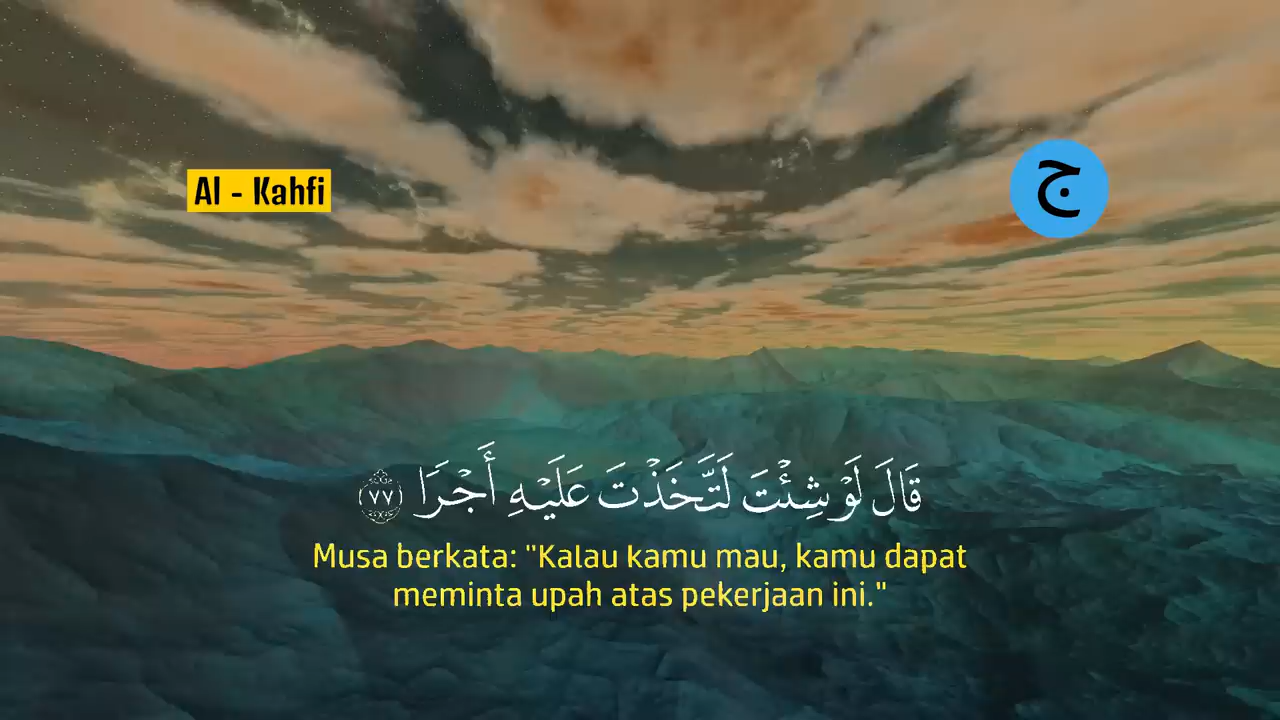 Al - Kahfi
ج
قَالَ لَوْ شِئْتَ لَتَّخَذْتَ عَلَيْهِ أَجْرًا ﴿٧٧﴾
Musa berkata: "Kalau kamu mau, kamu dapat
meminta upah atas pekerjaan ini."